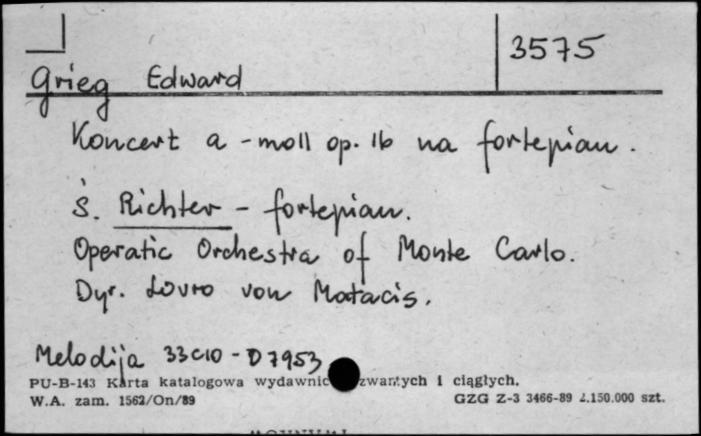 3575
Grieg Edward
Koncert a-moll op. 16 na fortepian.
Ś. Richter - fortepian.
Operatic Orchestra of Monte Carlo.
Dyr. Lovro von Matacis.
Melodija 33C10-D7953
PU-B-143 Karta katalogowa wydawnic zwartych i ciągłych.
W.A. zam. 1562/On/89 GZG Z-3 3466-89 2.150.000 szt.